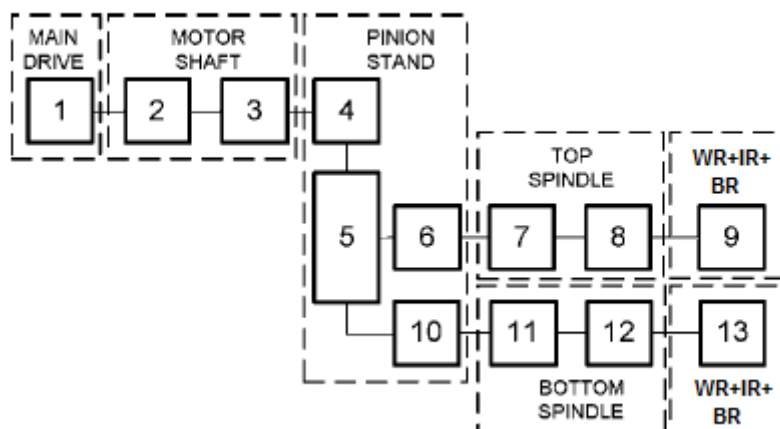 MAIN
DRIVE
MOTOR
SHAFT
PINION
STAND
1
2
3
4
5
6
TOP
SPINDLE
7
8
WR+IR+
BR
9
10
11
12
13
BOTTOM
SPINDLE
WR+IR+
BR